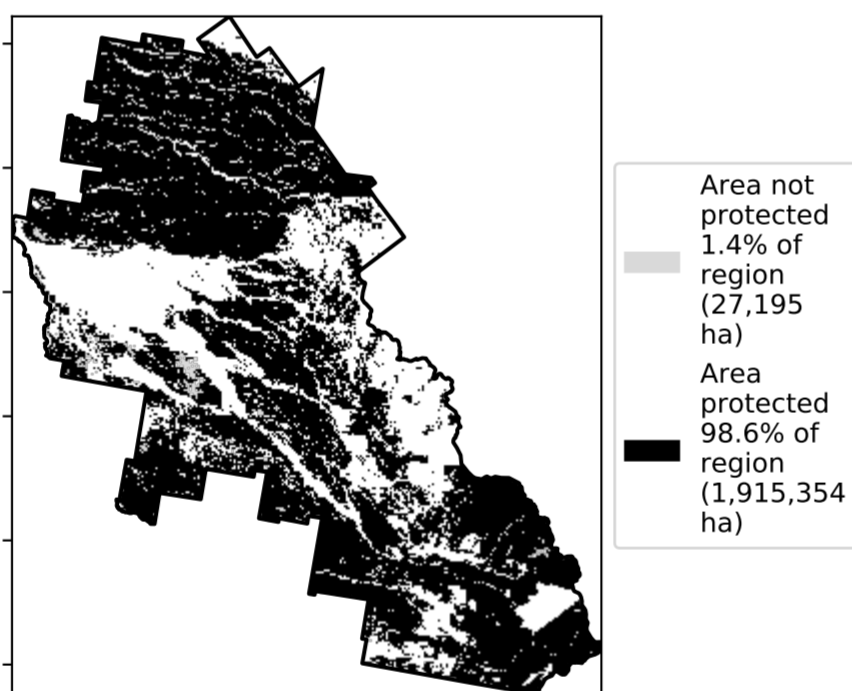 Area not
protected
1.4% of
region
(27,195
ha)
Area
protected
98.6% of
region
(1,915,354
ha)